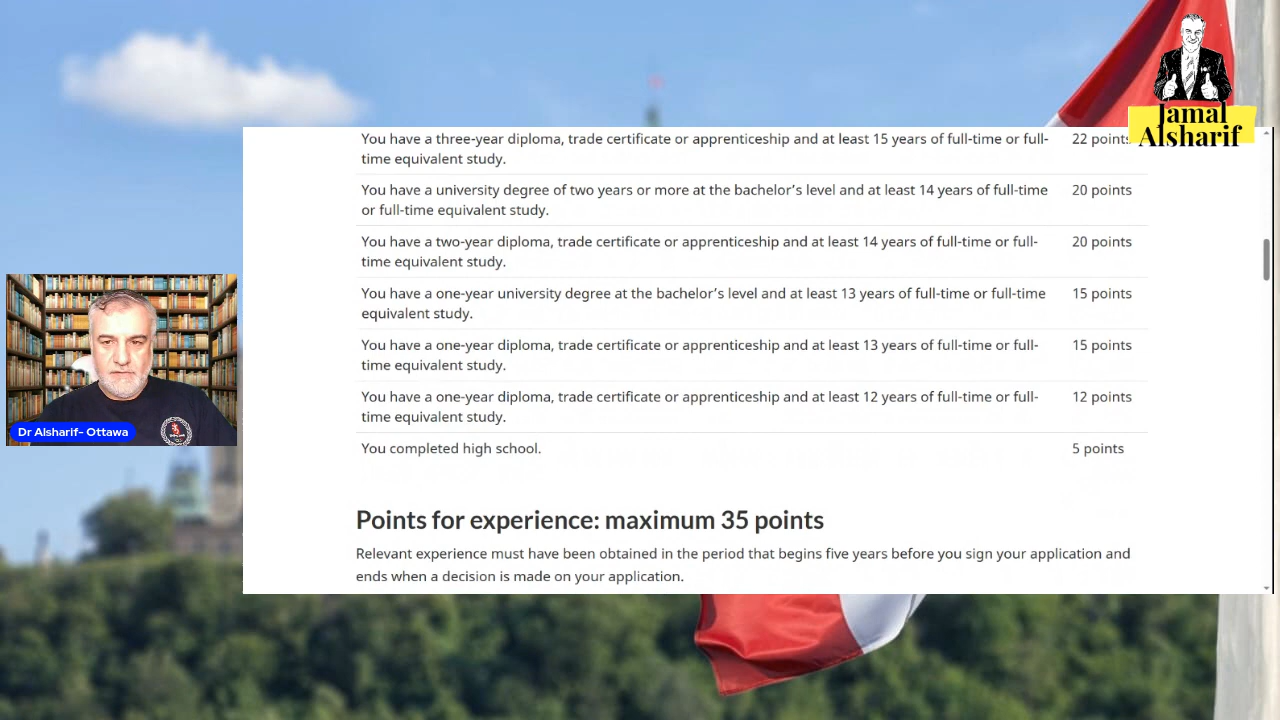 Jamal
Alsharif
You have a three-year diploma, trade certificate or apprenticeship and at least 15 years of full-time or full-
time equivalent study.
22 points
You have a university degree of two years or more at the bachelor’s level and at least 14 years of full-time
or full-time equivalent study.
20 points
You have a two-year diploma, trade certificate or apprenticeship and at least 14 years of full-time or full-
time equivalent study.
20 points
You have a one-year university degree at the bachelor’s level and at least 13 years of full-time or full-time
equivalent study.
15 points
You have a one-year diploma, trade certificate or apprenticeship and at least 13 years of full-time or full-
time equivalent study.
15 points
You have a one-year diploma, trade certificate or apprenticeship and at least 12 years of full-time or full-
time equivalent study.
12 points
You completed high school.
5 points
Points for experience: maximum 35 points
Relevant experience must have been obtained in the period that begins five years before you sign your application and
ends when a decision is made on your application.
Dr Alsharif- Ottawa